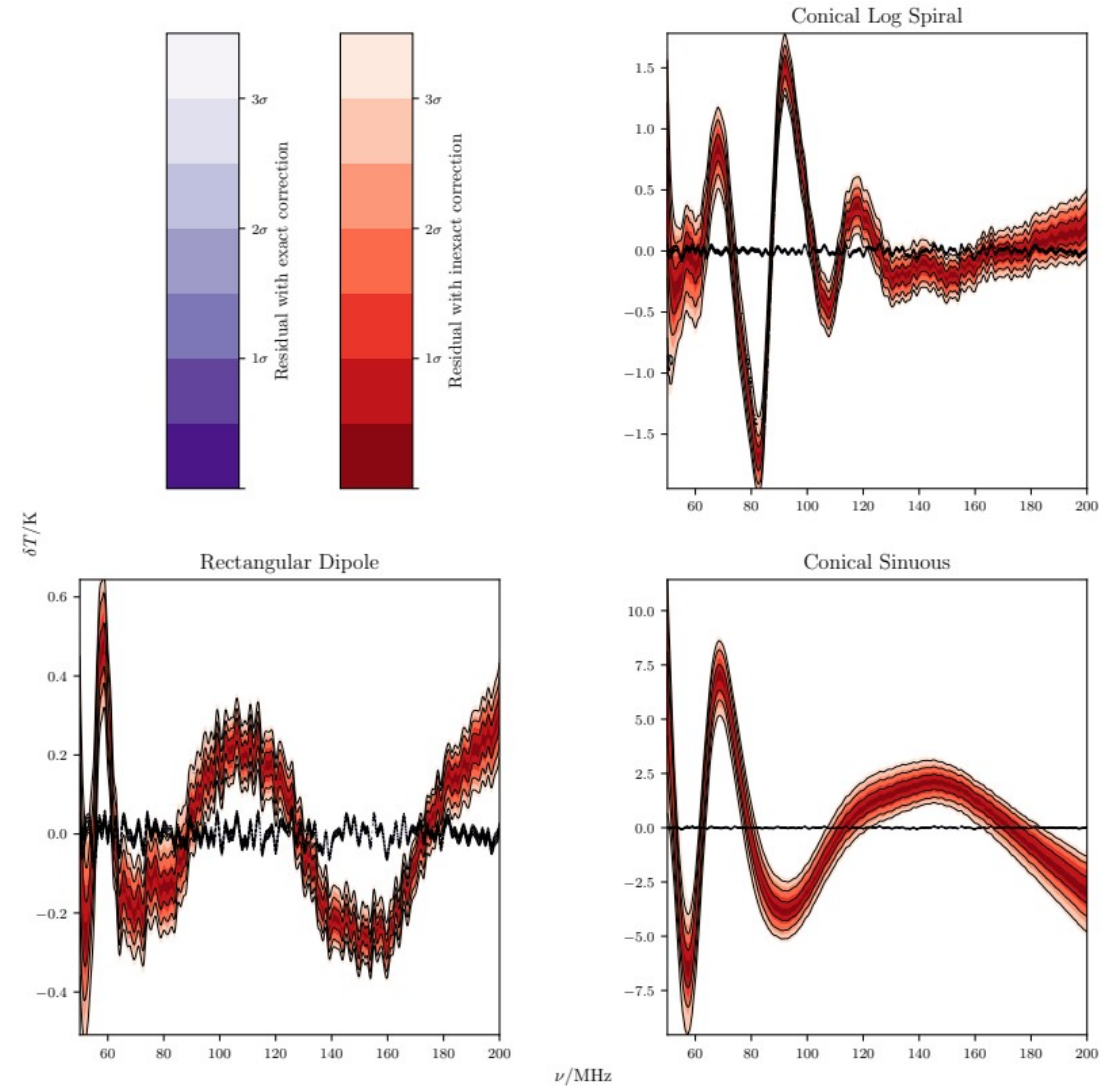 Conical Log Spiral
3σ
2σ
1σ
Residual with exact correction
3σ
2σ
1σ
Residual with inexact correction
1.5
1.0
0.5
0.0
−0.5
−1.0
−1.5
60 80 100 120 140 160 180 200
δT/K
Rectangular Dipole
0.6
0.4
0.2
0.0
−0.2
−0.4
60 80 100 120 140 160 180 200
Conical Sinuous
10.0
7.5
5.0
2.5
0.0
−2.5
−5.0
−7.5
60 80 100 120 140 160 180 200
ν/MHz